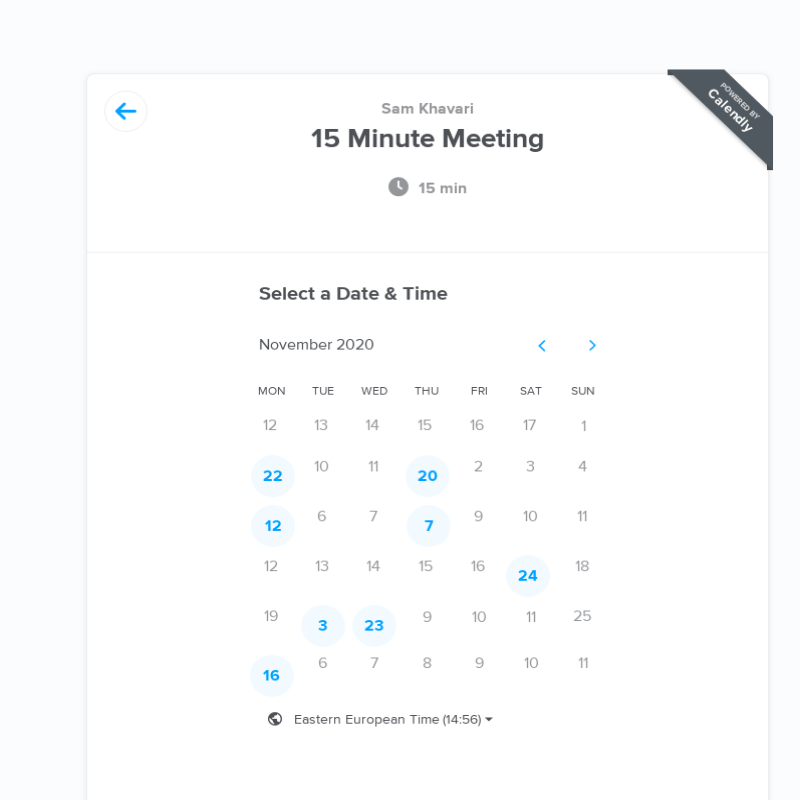 POWERED BY
Calendly
Sam Khavari
15 Minute Meeting
15 min
Select a Date & Time
November 2020
MON TUE WED THU FRI SAT SUN
12 13 14 15 16 17 1
22 10 11 20 2 3 4
12 6 7 7 9 10 11
12 13 14 15 16 24 18
19 3 23 9 10 11 25
16 6 7 8 9 10 11
Eastern European Time (14:56)